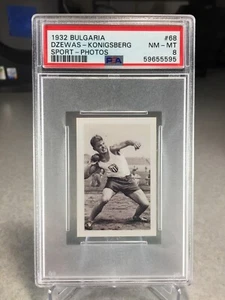 1932 BULGARIA #68
DZEWAS-KONIGSBERG NM-MT
SPORT-PHOTOS PSA 8
59655595